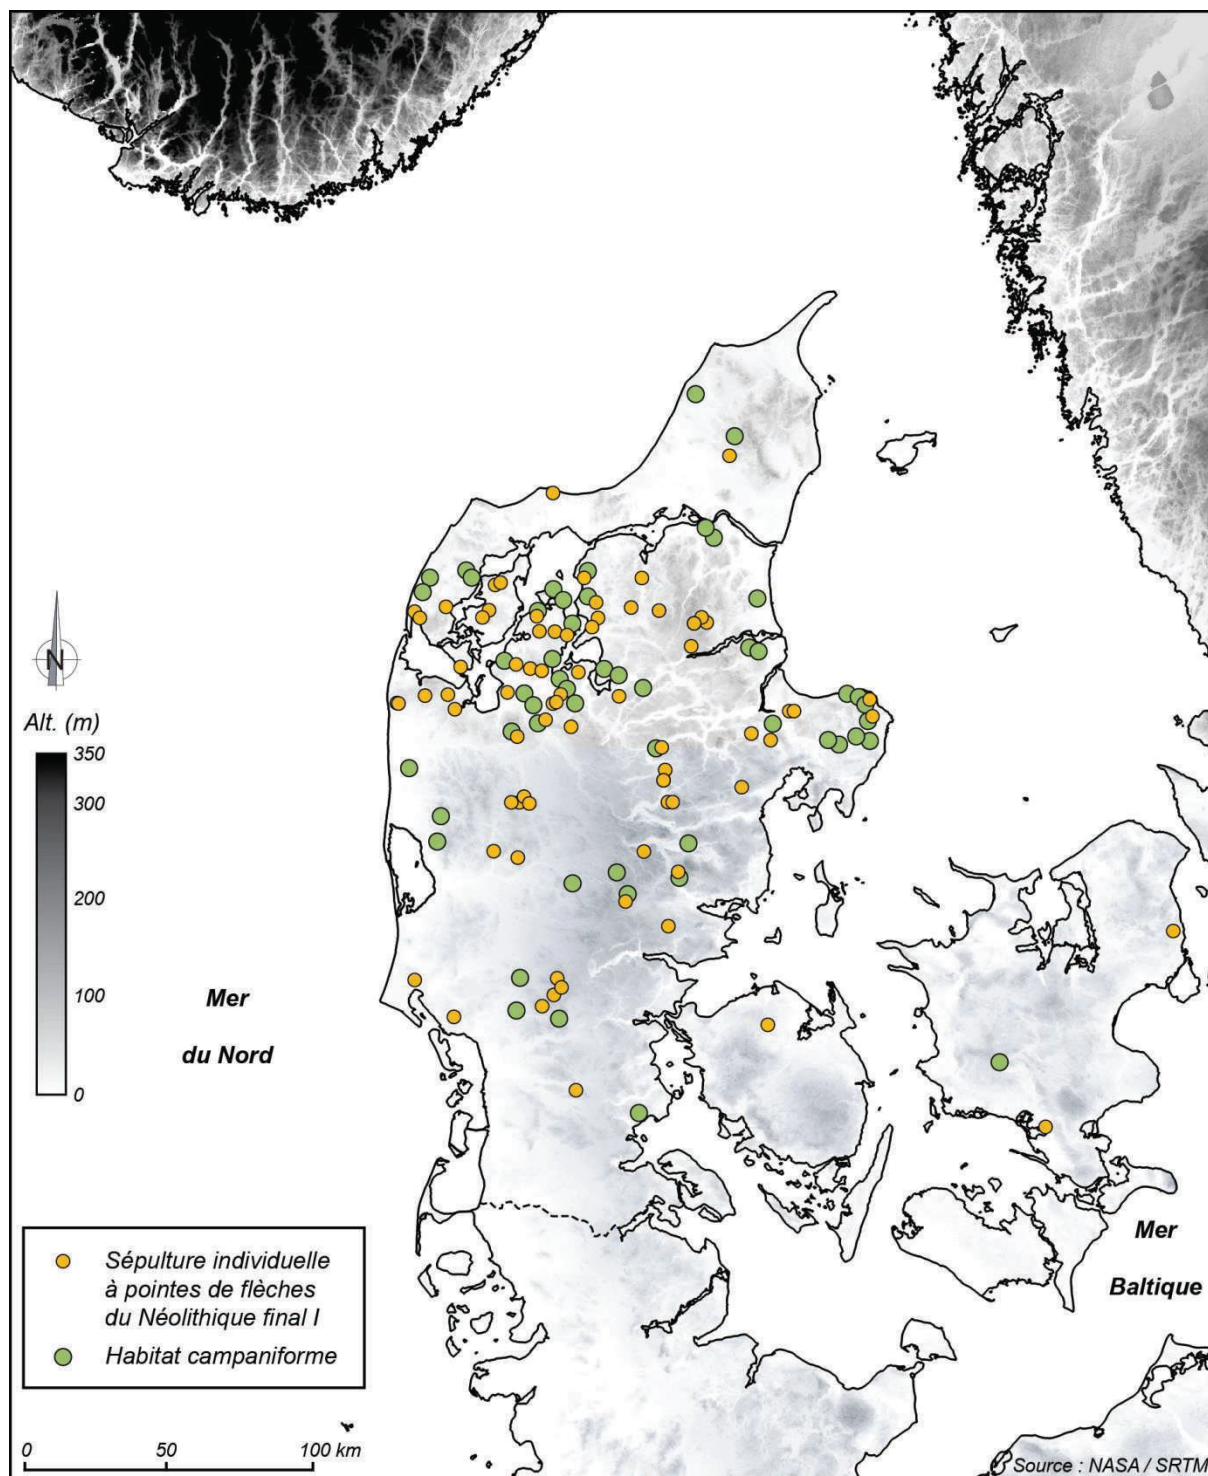 N
Alt. (m)
350
300
200
100
0
Mer
du Nord
Mer
Baltique
Sépulture individuelle
à pointes de flèches
du Néolithique final I
Habitat campaniforme
0 50 100 km
Source : NASA / SRTM